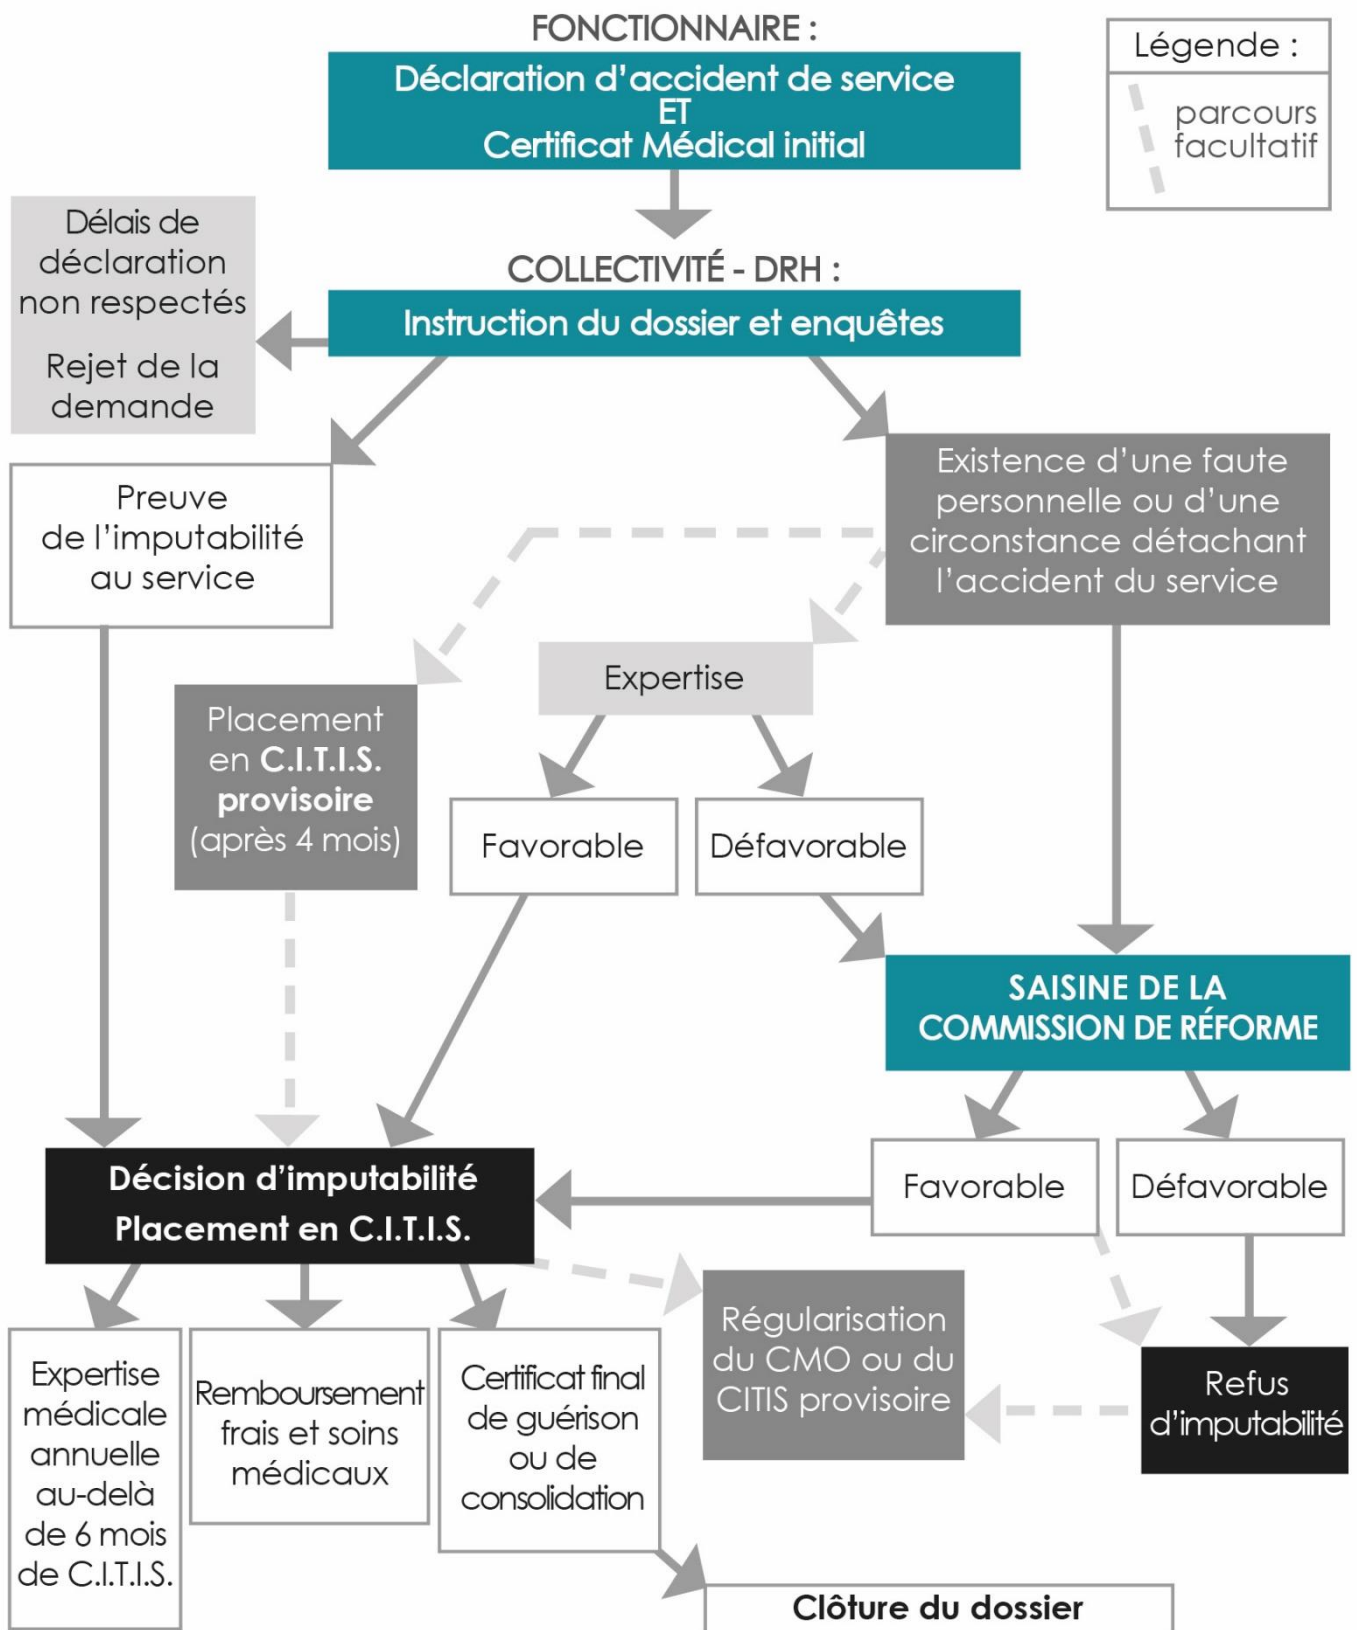 FONCTIONNAIRE :
Déclaration d'accident de service
ET
Certificat Médical initial
Légende :
parcours
facultatif
Délais de
déclaration
non respectés
Rejet de la
demande
COLLECTIVITÉ - DRH :
Instruction du dossier et enquêtes
Preuve
de l'imputabilité
au service
Existence d'une faute
personnelle ou d'une
circonstance détachant
l'accident du service
Expertise
Placement
en C.I.T.I.S.
provisoire
(après 4 mois)
Favorable
Défavorable
SAISINE DE LA
COMMISSION DE RÉFORME
Favorable
Défavorable
Décision d'imputabilité
Placement en C.I.T.I.S.
Régularisation
du CMO ou du
CITIS provisoire
Refus
d'imputabilité
Expertise
médicale
annuelle
au-delà
de 6 mois
de C.I.T.I.S.
Remboursement
frais et soins
médicaux
Certificat final
de guérison
ou de
consolidation
Clôture du dossier